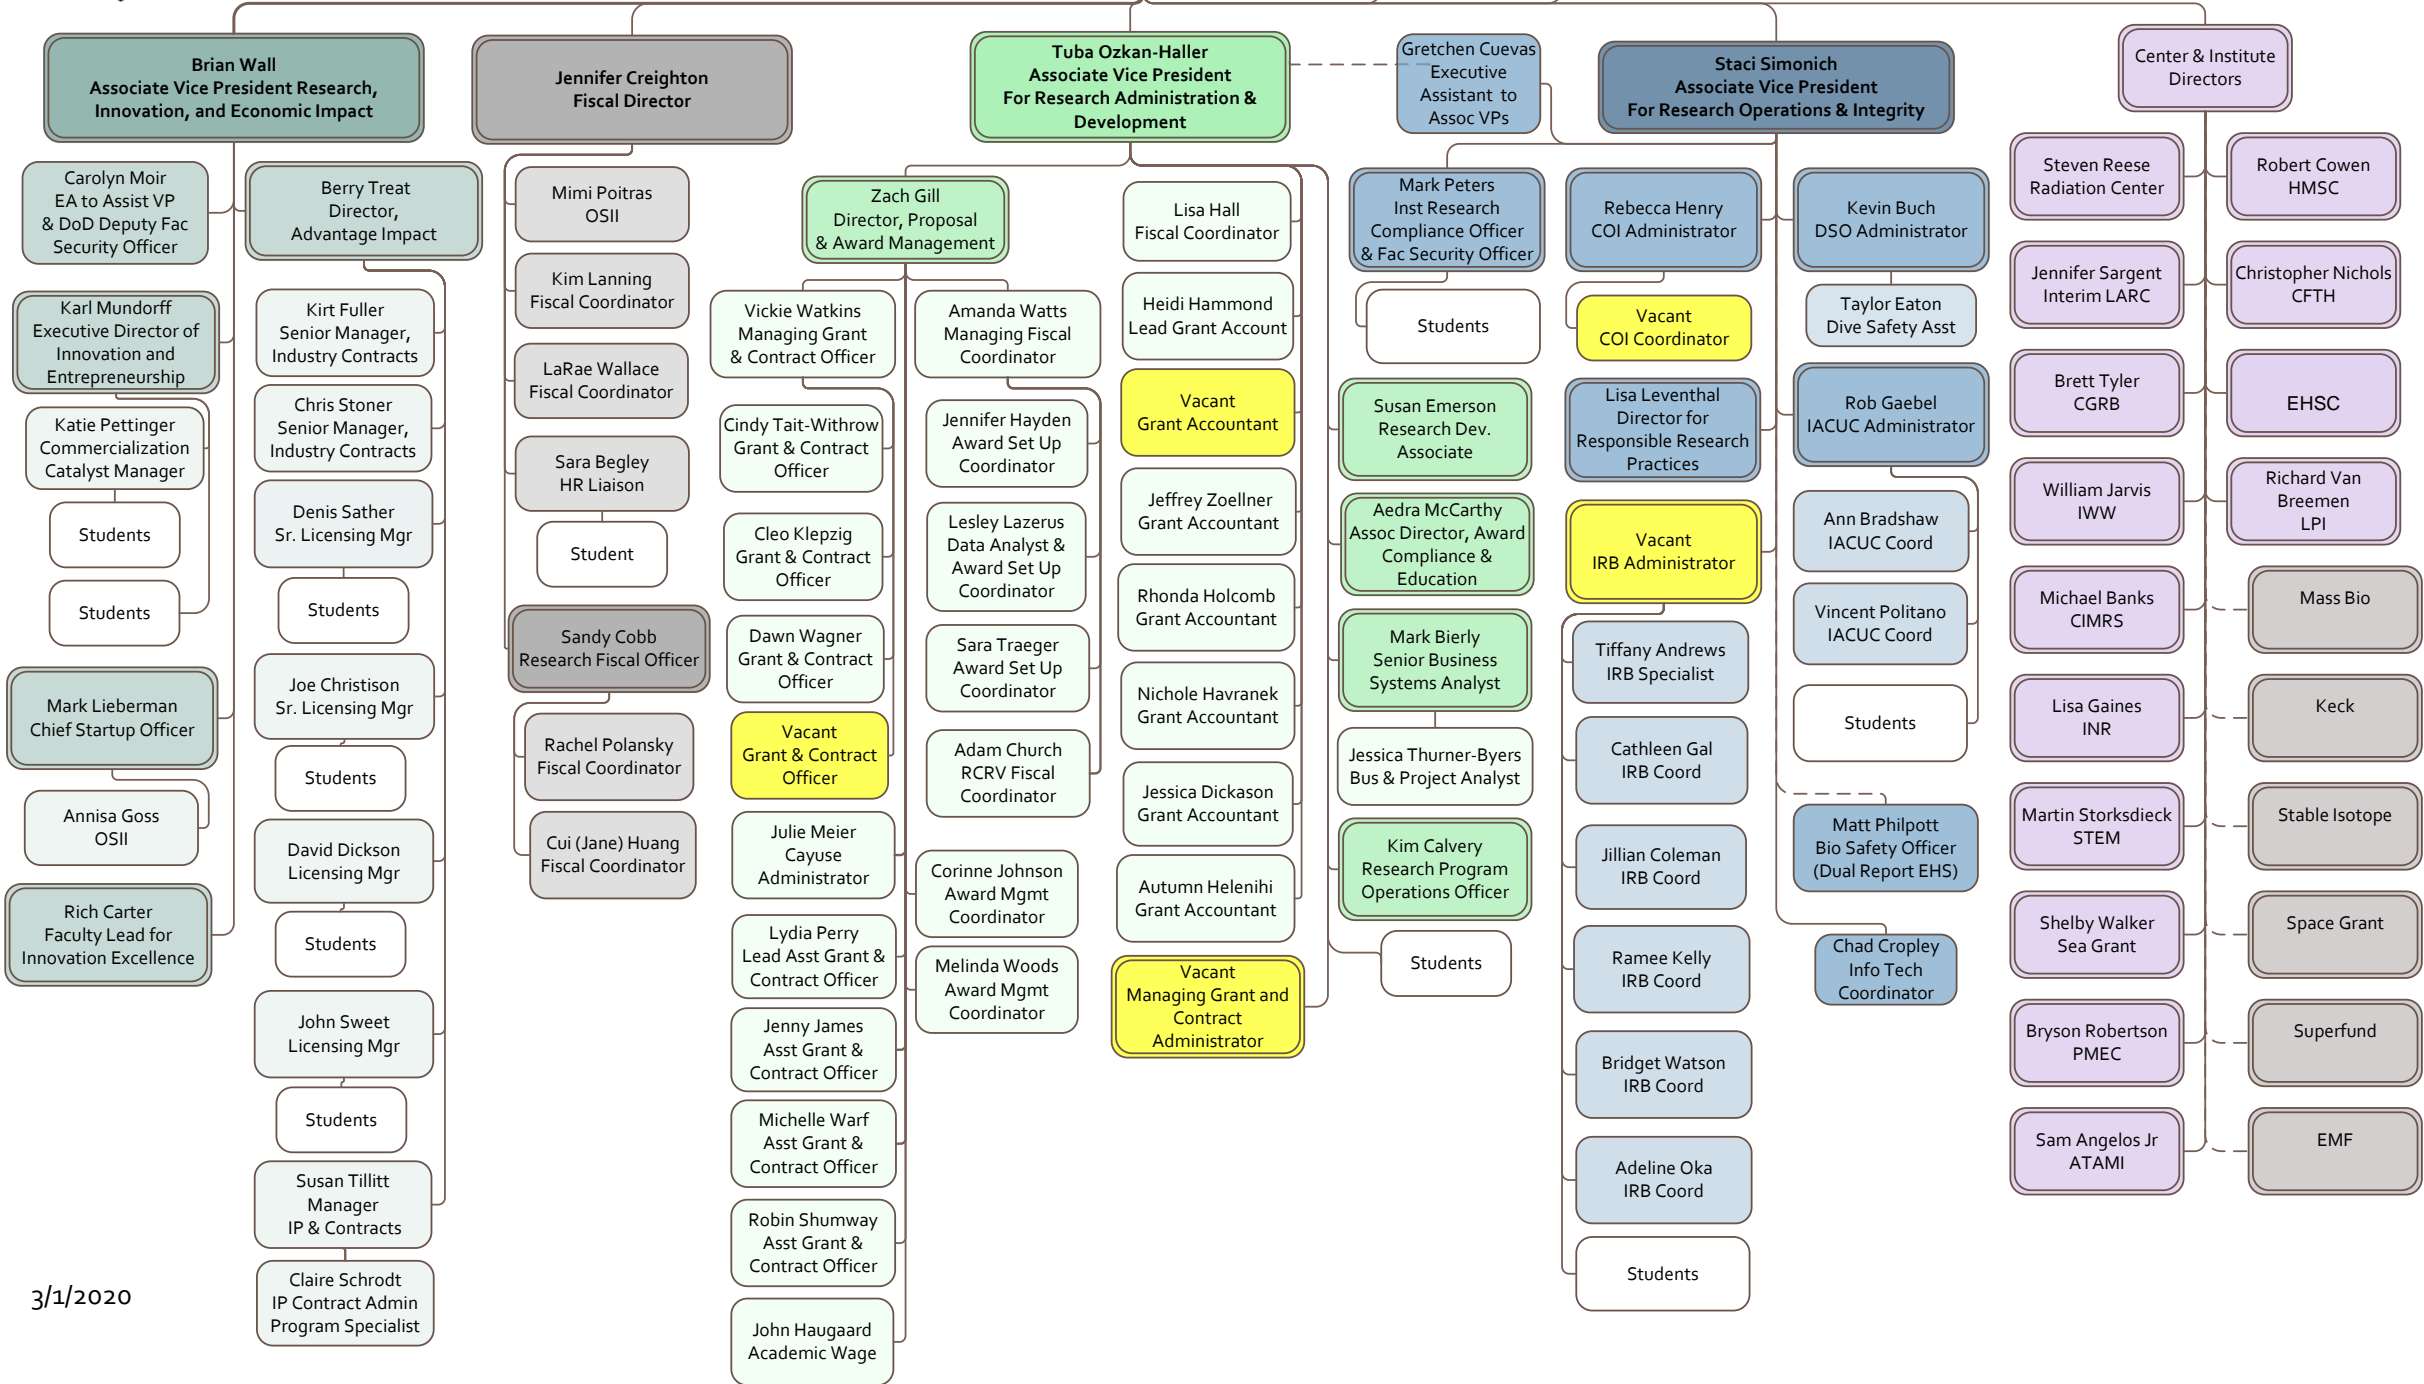 Brian Wall
Associate Vice President Research,
Innovation, and Economic Impact
Carolyn Moir
EA to Assist VP
& DoD Deputy Fac
Security Officer
Berry Treat
Director,
Advantage Impact
Karl Mundorff
Executive Director of
Innovation and
Entrepreneurship
Katie Pettinger
Commercialization
Catalyst Manager
Students
Students
Mark Lieberman
Chief Startup Officer
Annisa Goss
OSII
Rich Carter
Faculty Lead for
Innovation Excellence
Kirt Fuller
Senior Manager,
Industry Contracts
Chris Stoner
Senior Manager,
Industry Contracts
Denis Sather
Sr. Licensing Mgr
Students
Joe Christison
Sr. Licensing Mgr
Students
David Dickson
Licensing Mgr
Students
John Sweet
Licensing Mgr
Students
Susan Tillitt
Manager
IP & Contracts
Claire Schrodt
IP Contract Admin
Program Specialist
Jennifer Creighton
Fiscal Director
Mimi Poitras
OSII
Kim Lanning
Fiscal Coordinator
LaRae Wallace
Fiscal Coordinator
Sara Begley
HR Liaison
Student
Sandy Cobb
Research Fiscal Officer
Rachel Polansky
Fiscal Coordinator
Cui (Jane) Huang
Fiscal Coordinator
Tuba Ozkan-Haller
Associate Vice President
For Research Administration &
Development
Zach Gill
Director, Proposal
& Award Management
Vickie Watkins
Managing Grant
& Contract Officer
Cindy Tait-Withrow
Grant & Contract
Officer
Cleo Klepzig
Grant & Contract
Officer
Dawn Wagner
Grant & Contract
Officer
Vacant
Grant & Contract
Officer
Julie Meier
Cayuse
Administrator
Lydia Perry
Lead Asst Grant &
Contract Officer
Jenny James
Asst Grant &
Contract Officer
Michelle Warf
Asst Grant &
Contract Officer
Robin Shumway
Asst Grant &
Contract Officer
John Haugaard
Academic Wage
Amanda Watts
Managing Fiscal
Coordinator
Jennifer Hayden
Award Set Up
Coordinator
Lesley Lazerus
Data Analyst &
Award Set Up
Coordinator
Sara Traeger
Award Set Up
Coordinator
Adam Church
RCRV Fiscal
Coordinator
Corinne Johnson
Award Mgmt
Coordinator
Melinda Woods
Award Mgmt
Coordinator
Lisa Hall
Fiscal Coordinator
Heidi Hammond
Lead Grant Account
Vacant
Grant Accountant
Jeffrey Zoellner
Grant Accountant
Rhonda Holcomb
Grant Accountant
Nichole Havranek
Grant Accountant
Jessica Dickason
Grant Accountant
Autumn Helenihi
Grant Accountant
Vacant
Managing Grant and
Contract
Administrator
Susan Emerson
Research Dev.
Associate
Aedra McCarthy
Assoc Director, Award
Compliance &
Education
Mark Bierly
Senior Business
Systems Analyst
Jessica Thurner-Byers
Bus & Project Analyst
Kim Calvery
Research Program
Operations Officer
Students
Gretchen Cuevas
Executive
Assistant to
Assoc VPs
Staci Simonich
Associate Vice President
For Research Operations & Integrity
Mark Peters
Inst Research
Compliance Officer
& Fac Security Officer
Students
Rebecca Henry
COI Administrator
Vacant
COI Coordinator
Lisa Leventhal
Director for
Responsible Research
Practices
Vacant
IRB Administrator
Tiffany Andrews
IRB Specialist
Cathleen Gal
IRB Coord
Jillian Coleman
IRB Coord
Ramee Kelly
IRB Coord
Bridget Watson
IRB Coord
Adeline Oka
IRB Coord
Students
Kevin Buch
DSO Administrator
Taylor Eaton
Dive Safety Asst
Rob Gaebel
IACUC Administrator
Ann Bradshaw
IACUC Coord
Vincent Politano
IACUC Coord
Students
Matt Philpott
Bio Safety Officer
(Dual Report EHS)
Chad Cropley
Info Tech
Coordinator
Center & Institute
Directors
Steven Reese
Radiation Center
Jennifer Sargent
Interim LARC
Brett Tyler
CGRB
William Jarvis
IWW
Michael Banks
CIMRS
Lisa Gaines
INR
Martin Storksdieck
STEM
Shelby Walker
Sea Grant
Bryson Robertson
PMEC
Sam Angelos Jr
ATAMI
Robert Cowen
HMSC
Christopher Nichols
CFTH
EHSC
Richard Van
Breemen
LPI
Mass Bio
Keck
Stable Isotope
Space Grant
Superfund
EMF
3/1/2020